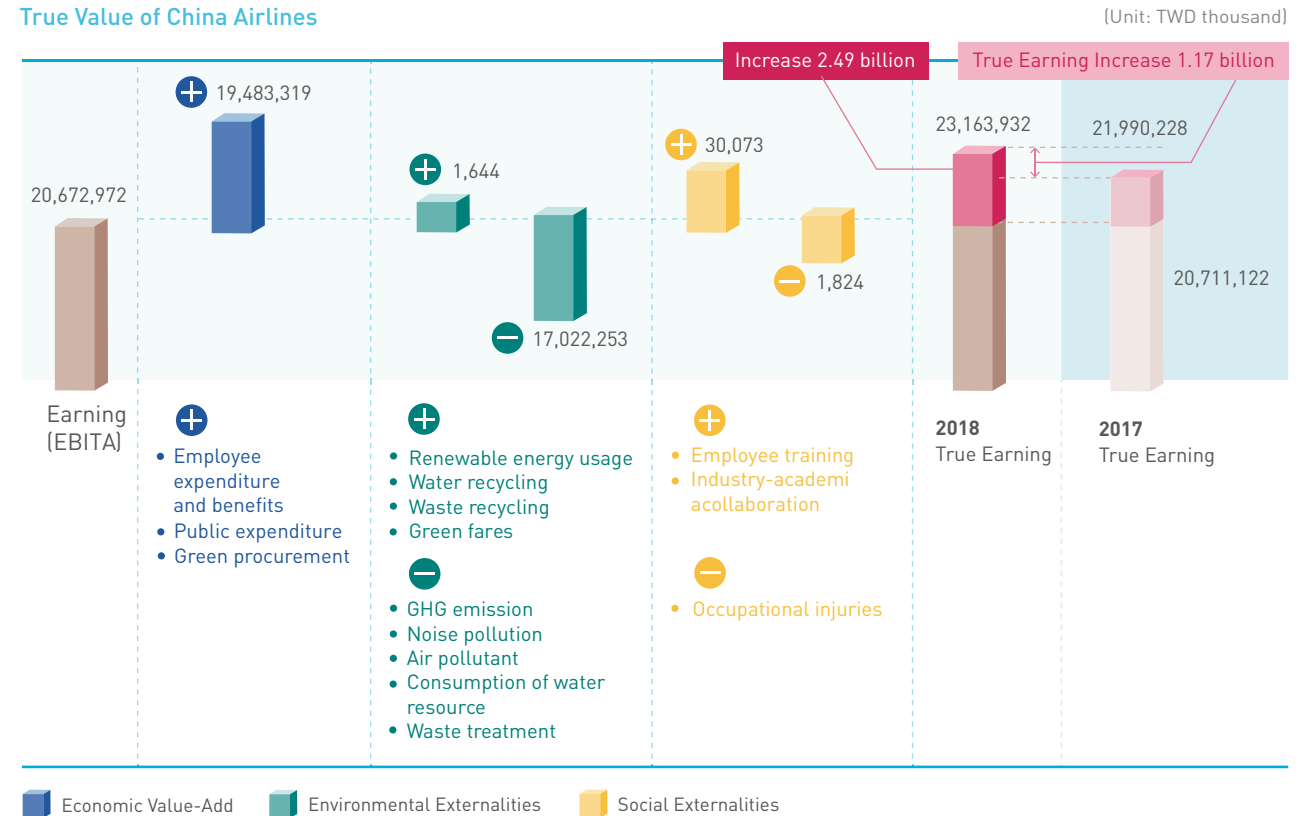 True Value of China Airlines
(Unit: TWD thousand)
Increase 2.49 billion
True Earning Increase 1.17 billion
20,672,972
19,483,319
1,644
17,022,253
30,073
1,824
23,163,932
21,990,228
20,711,122
Earning
(EBITA)
• Employee
expenditure
and benefits
• Public expenditure
• Green procurement
• Renewable energy usage
• Water recycling
• Waste recycling
• Green fares
• GHG emission
• Noise pollution
• Air pollutant
• Consumption of water
resource
• Waste treatment
• Employee training
• Industry-academi
acollaboration
• Occupational injuries
2018
True Earning
2017
True Earning
Economic Value-Add
Environmental Externalities
Social Externalities